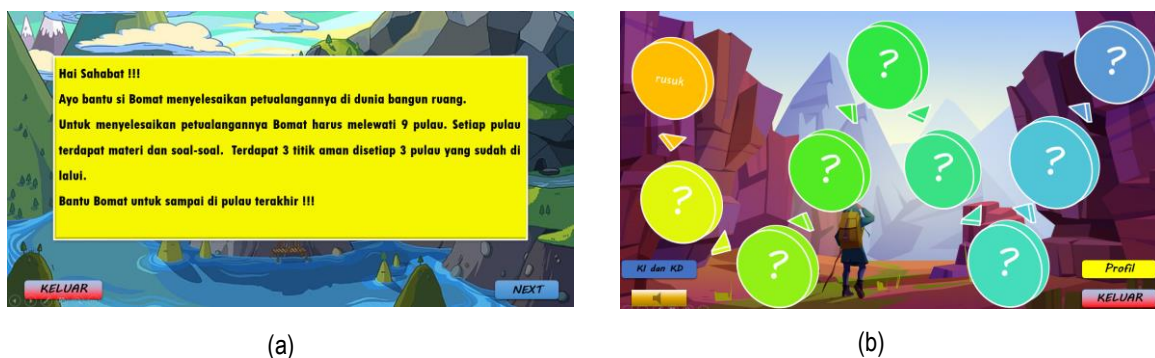 Hai Sahabat !!!
Ayo bantu si Bomat menyelesaikan petualangannya di dunia bangun ruang.
Untuk menyelesaikan petualangannya Bomat harus melewati 9 pulau. Setiap pulau
terdapat materi dan soal-soal. Terdapat 3 titik aman disetiap 3 pulau yang sudah di
lalui.
Bantu Bomat untuk sampai di pulau terakhir !!!
KELUAR
NEXT
(a)
rusuk
?
?
?
?
?
?
?
?
KI dan KD
Profil
KELUAR
(b)